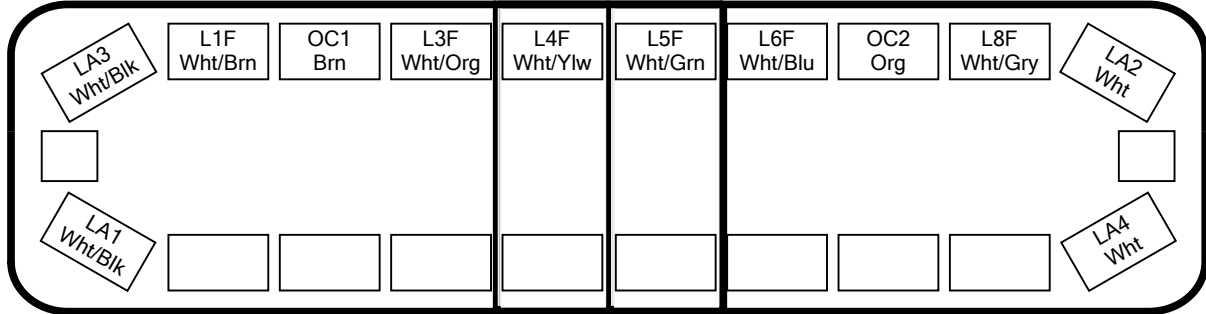 LA3
Wht/Blk
L1F
Wht/Brn
OC1
Brn
L3F
Wht/Org
L4F
Wht/Ylw
L5F
Wht/Grn
L6F
Wht/Blu
OC2
Org
L8F
Wht/Gry
LA2
Wht
LA1
Wht/Blk
LA4
Wht